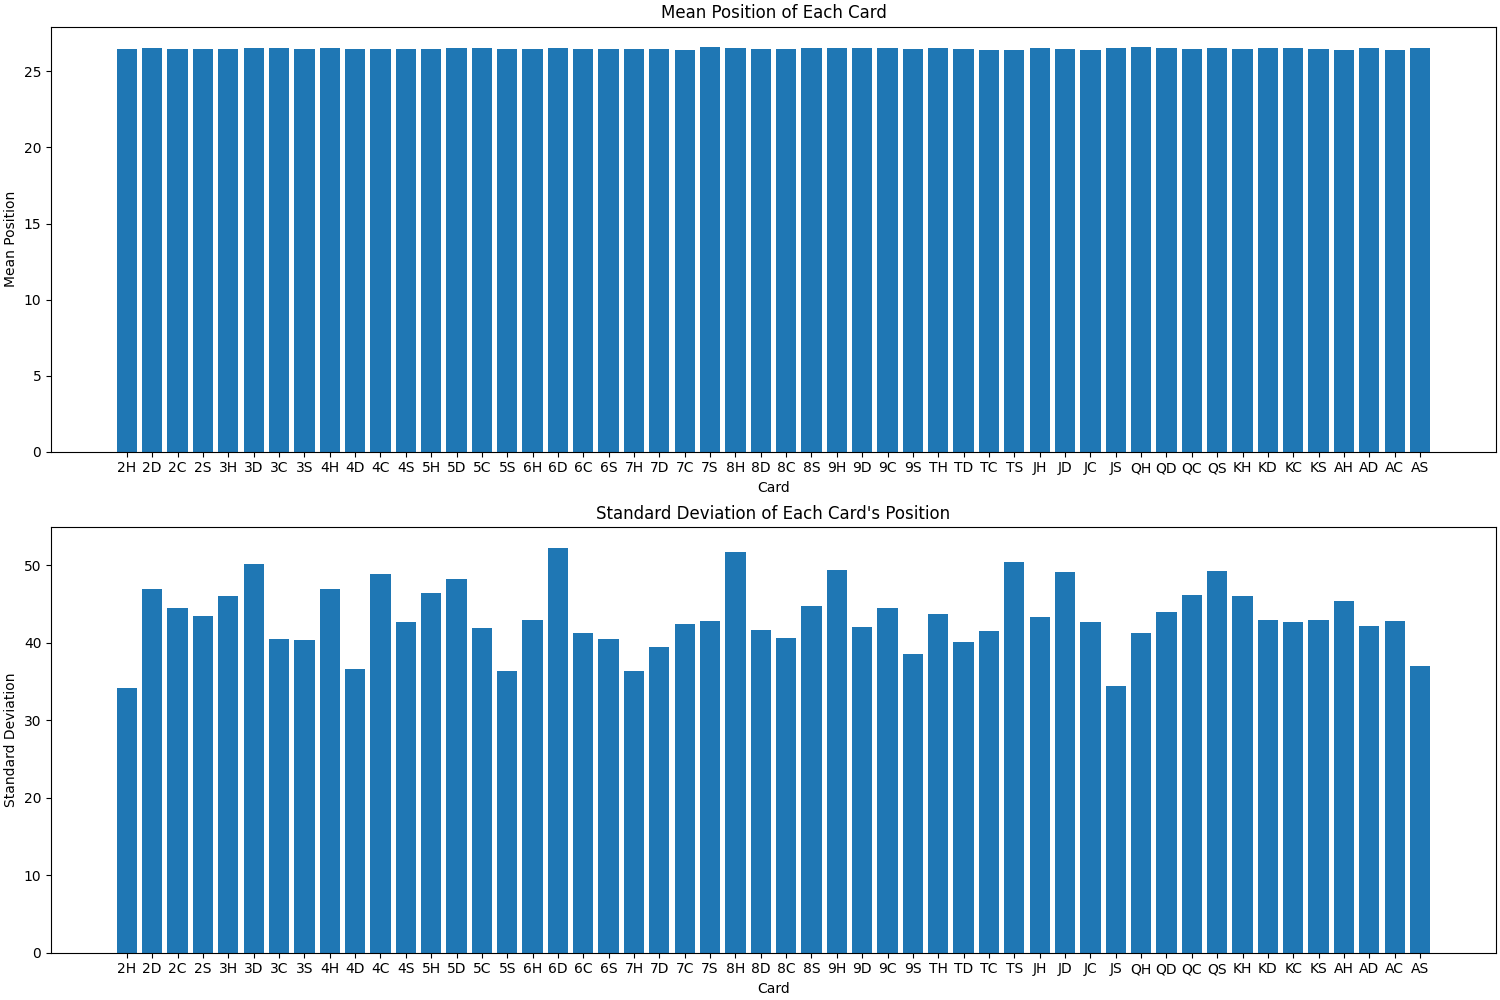 Mean Position of Each Card
Mean Position
25
20
15
10
5
0
2H 2D 2C 2S 3H 3D 3C 3S 4H 4D 4C 4S 5H 5D 5C 5S 6H 6D 6C 6S 7H 7D 7C 7S 8H 8D 8C 8S 9H 9D 9C 9S TH TD TC TS JH JD JC JS QH QD QC QS KH KD KC KS AH AD AC AS
Card
Standard Deviation of Each Card's Position
Standard Deviation
50
40
30
20
10
0
2H 2D 2C 2S 3H 3D 3C 3S 4H 4D 4C 4S 5H 5D 5C 5S 6H 6D 6C 6S 7H 7D 7C 7S 8H 8D 8C 8S 9H 9D 9C 9S TH TD TC TS JH JD JC JS QH QD QC QS KH KD KC KS AH AD AC AS
Card